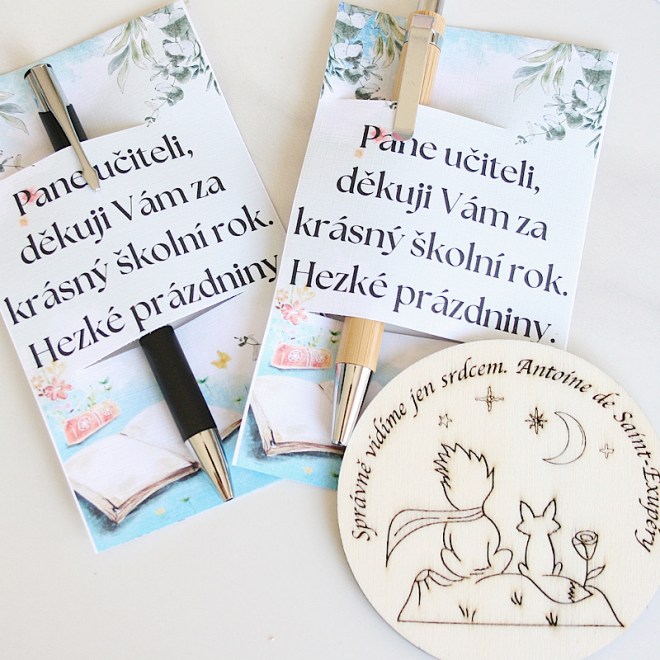 Pane učiteli,
děkuji Vám za
krásný školní rok.
Hezké prázdniny
Pane učiteli,
děkuji Vám za
krásný školní rok.
Hezké prázdniny.
Správné vidíme jen srdcem. Antoine de Saint-Exupéry